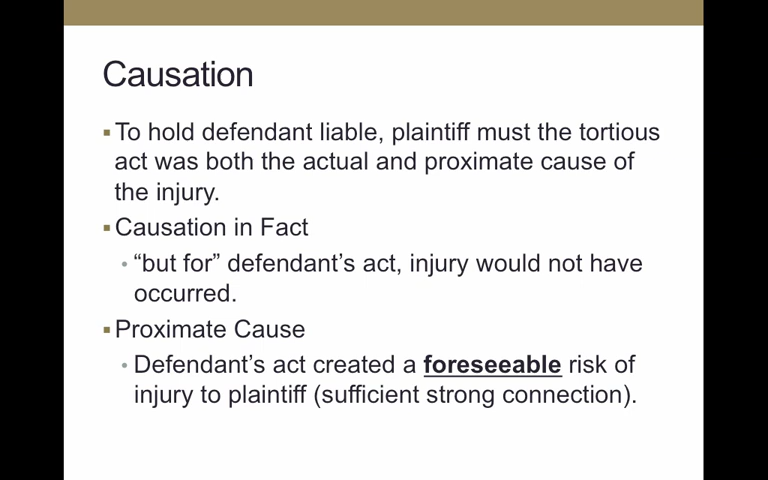 Causation
▪To hold defendant liable, plaintiff must the tortious
act was both the actual and proximate cause of
the injury.
▪Causation in Fact
• “but for” defendant’s act, injury would not have
occurred.
▪Proximate Cause
• Defendant’s act created a foreseeable risk of
injury to plaintiff (sufficient strong connection).